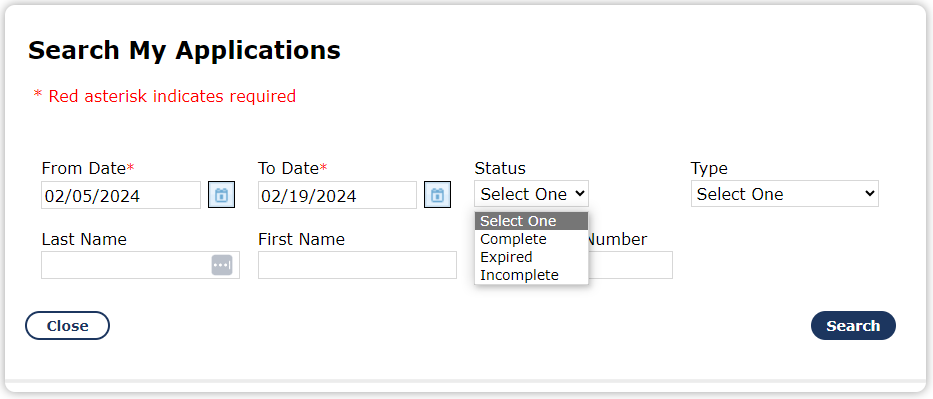 Search My Applications
* Red asterisk indicates required
From Date* To Date* Status Type
02/05/2024 02/19/2024 Select One Select One
Select One
Last Name First Name Complete Number
Expired
Incomplete
Close Search